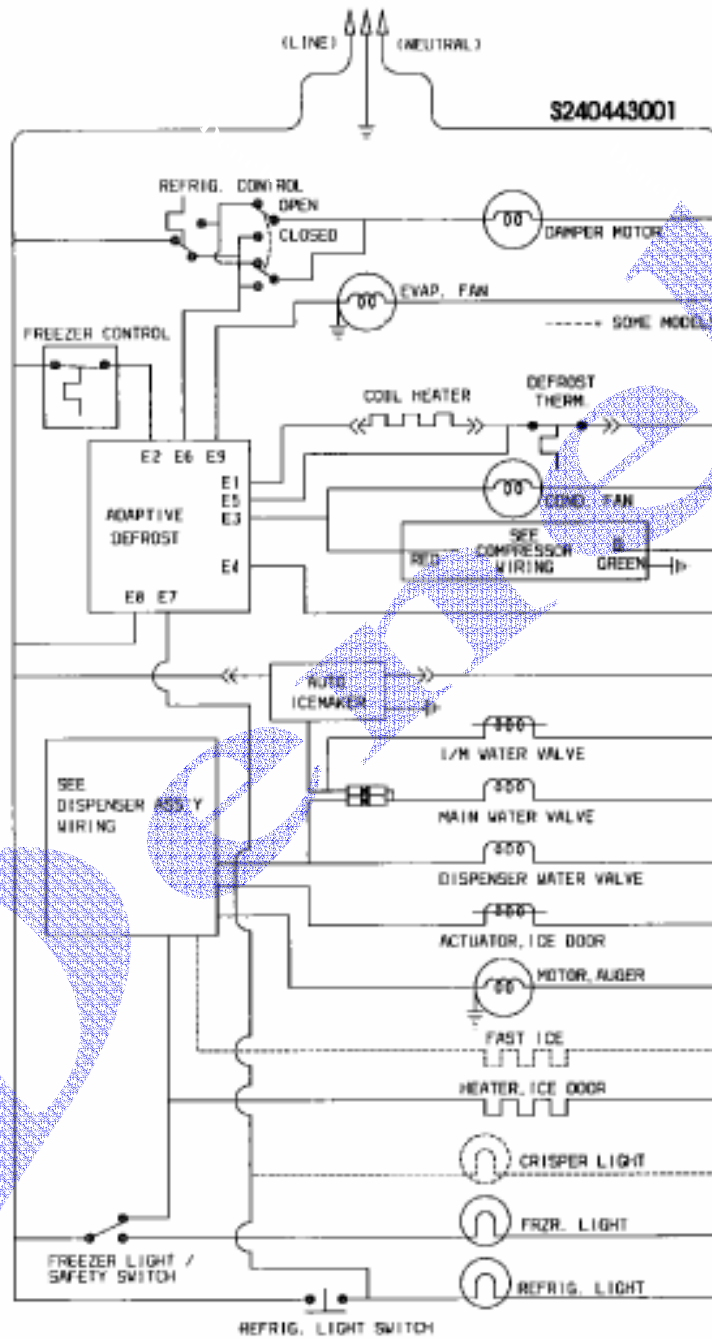 (LINE) (NEUTRAL)
S240443001
REFRIG. CONTROL
OPEN
CLOSED
DAMPER MOTOR
EVAP. FAN
SOME MODEL
FREEZER CONTROL
COIL HEATER
DEFROST
THERM.
E2 E6 E9
E1
E5
E3
ADAPTIVE
DEFROST
COND. FAN
SEE
COMPRESSOR
WIRING
RED
GREEN
E4
E8 E7
AUTO
ICEMAKER
I/M WATER VALVE
SEE
DISPENSER ASS'Y
WIRING
MAIN WATER VALVE
DISPENSER WATER VALVE
ACTUATOR, ICE DOOR
MOTOR, AUGER
FAST ICE
HEATER, ICE DOOR
CRISPER LIGHT
FRZR. LIGHT
FREEZER LIGHT /
SAFETY SWITCH
REFRIG. LIGHT
REFRIG. LIGHT SWITCH